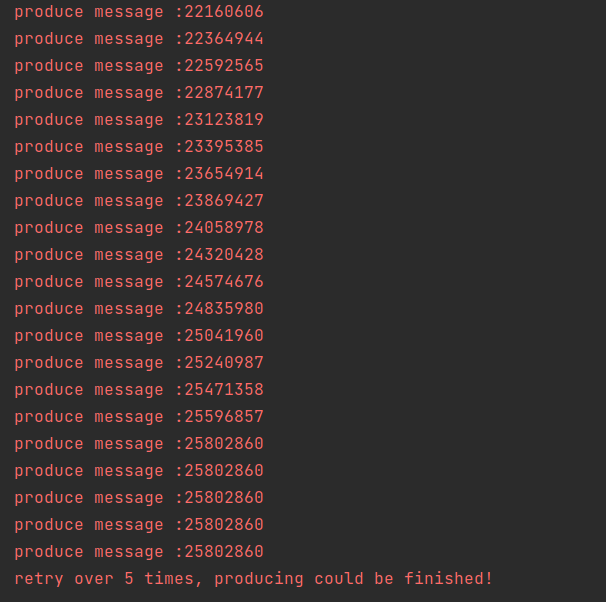 produce message :22160606
produce message :22364944
produce message :22592565
produce message :22874177
produce message :23123819
produce message :23395385
produce message :23654914
produce message :23869427
produce message :24058978
produce message :24320428
produce message :24574676
produce message :24835980
produce message :25041960
produce message :25240987
produce message :25471358
produce message :25596857
produce message :25802860
produce message :25802860
produce message :25802860
produce message :25802860
produce message :25802860
retry over 5 times, producing could be finished!